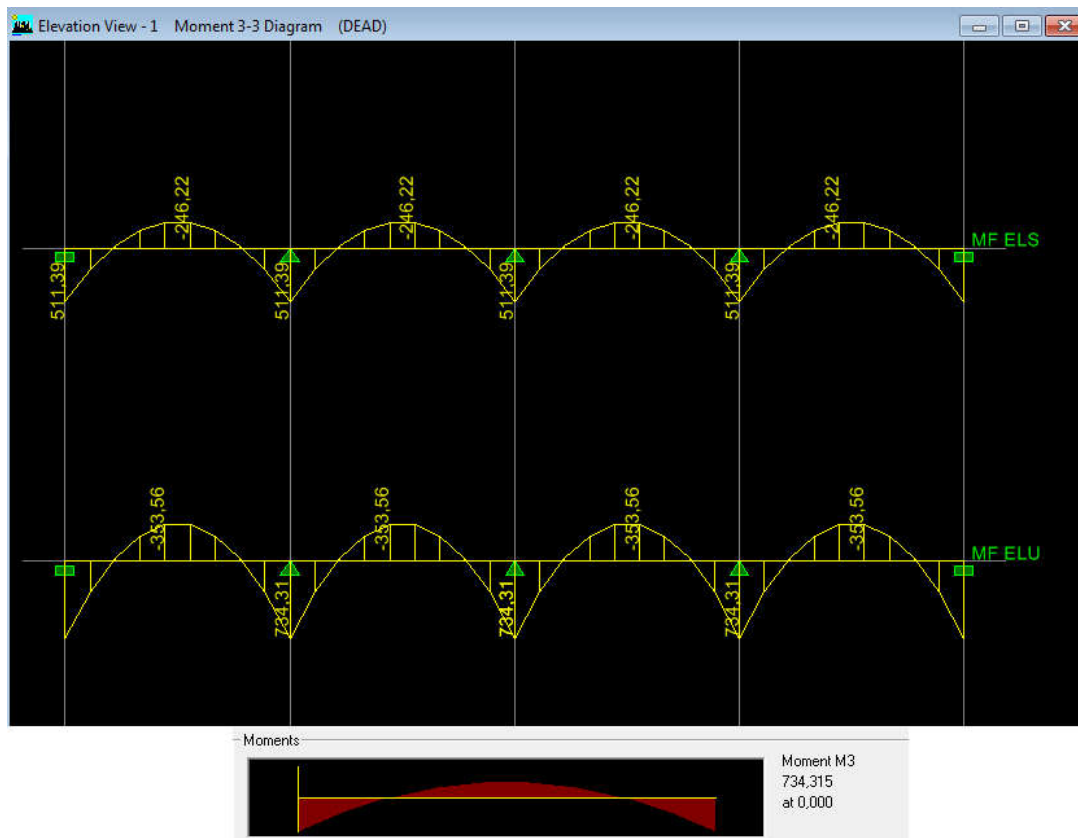 Elevation View - 1 Moment 3-3 Diagram (DEAD)
-246,22 -246,22 -246,22 -246,22
MF ELS
511,39 511,39 511,39 511,39
-353,56 -353,56 -353,56 -353,56
MF ELU
734,31 734,31 734,31
Moments
Moment M3
734,315
at 0,000